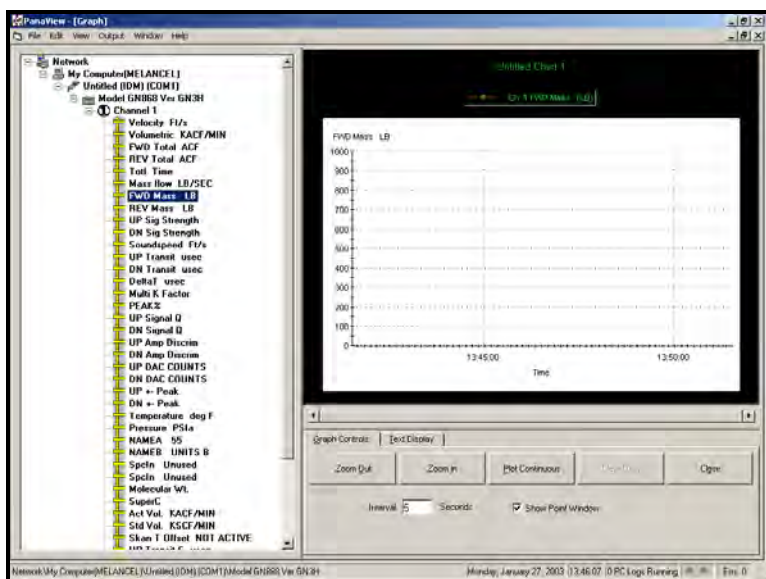 PanaView - [Graph]
File Edit View Output Window Help
Network
My Computer(MELANCEL)
Untitled (IDM) (COM1)
Model GN868 Ver GN3H
Channel 1
Velocity Ft/s
Volumetric KACF/MIN
FWD Total ACF
REV Total ACF
Totl Time
Mass flow LB/SEC
FWD Mass LB
REV Mass LB
UP Sig Strength
DN Sig Strength
Soundspeed Ft/s
UP Transit usec
DN Transit usec
DeltaT usec
Multi K Factor
PEAK%
UP Signal Q
DN Signal Q
UP Amp Discrim
DN Amp Discrim
UP DAC COUNTS
DN DAC COUNTS
UP +- Peak
DN +- Peak
Temperature deg F
Pressure PSIa
NAMEA 55
NAMEB UNITS B
SpcIn Unused
SpcIn Unused
Molecular Wt.
SuperC
Act Vol. KACF/MIN
Std Vol. KSCF/MIN
Skan T Offset NOT ACTIVE
Untitled Chart 1
Ch 1 FWD Mass (LB)
FWD Mass LB
1000
900
800
700
600
500
400
300
200
100
0
13:45:00
13:50:00
Time
Graph Controls
Text Display
Zoom Out
Zoom In
Plot Continuous
Close
Interval 5 Seconds
Show Point Window
Network\My Computer(MELANCEL)\Untitled (IDM) (COM1)\Model GN868 Ver GN3H
Monday, January 27, 2003 13:46:07 0 PC Logs Running
Errs: 0